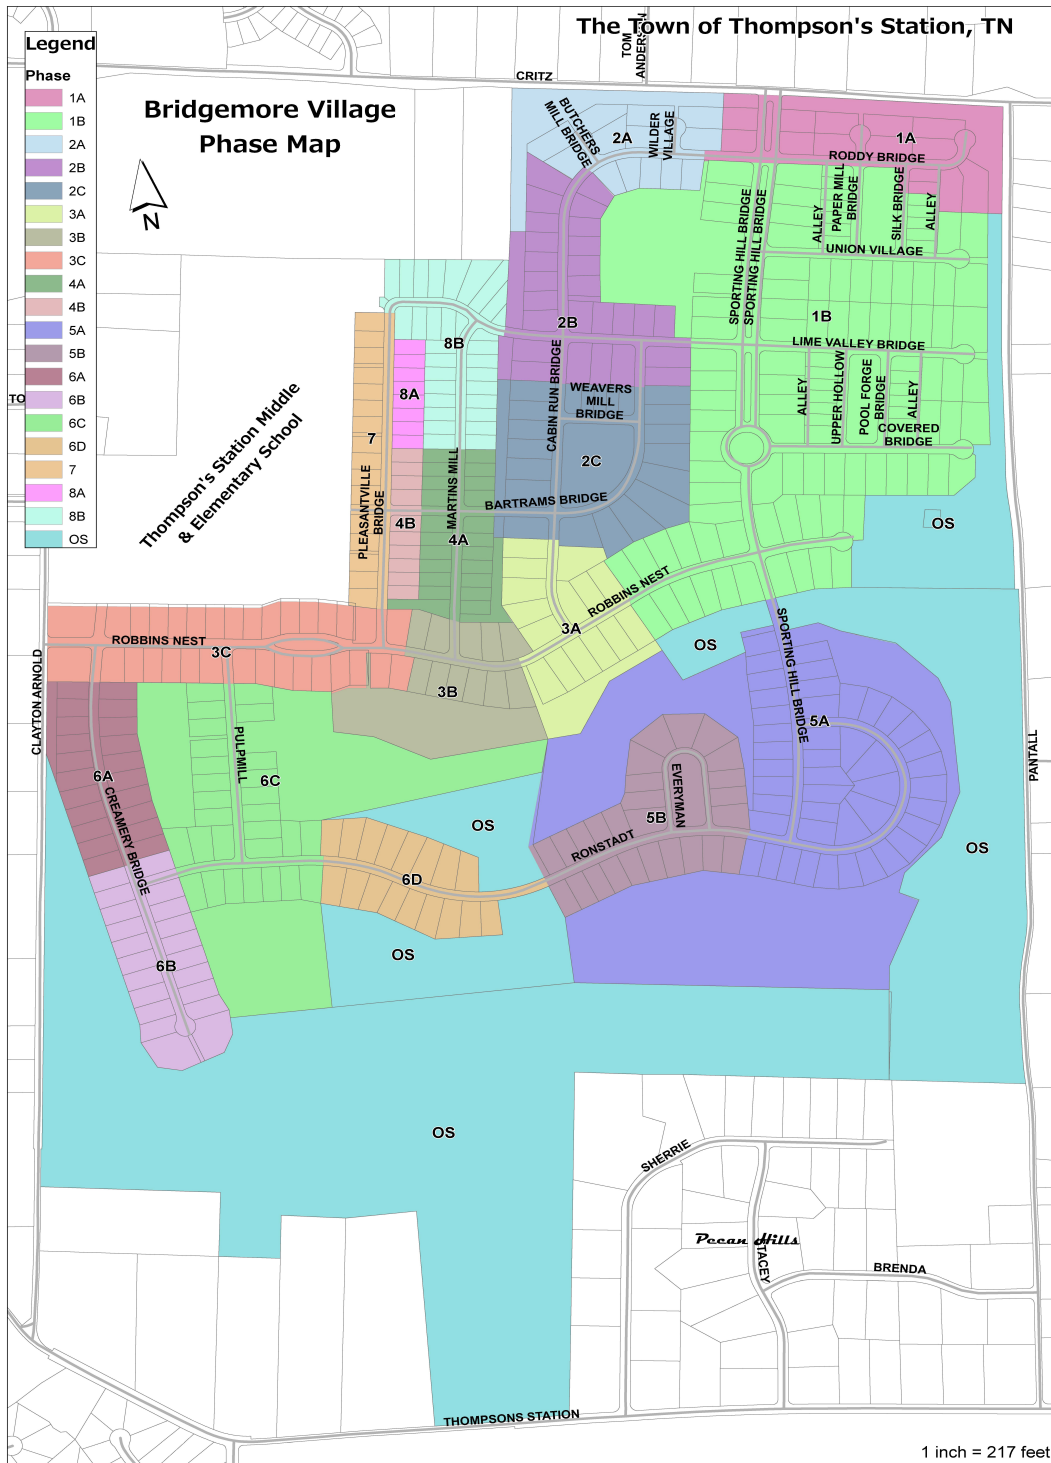 The Town of Thompson's Station, TN
Legend
Phase
1A
1B
2A
2B
2C
3A
3B
3C
4A
4B
5A
5B
6A
6B
6C
6D
7
8A
8B
OS
Bridgemore Village
Phase Map
N
TOM
ANDERSON
CRITZ
BUTCHERS
MILL BRIDGE
2A
WILDER
VILLAGE
1A
RODDY BRIDGE
PAPER MILL
BRIDGE
SILK BRIDGE
ALLEY
ALLEY
UNION VILLAGE
SPORTING HILL BRIDGE
SPORTING HILL BRIDGE
1B
LIME VALLEY BRIDGE
2B
8B
CABIN RUN BRIDGE
WEAVERS
MILL
BRIDGE
ALLEY
UPPER HOLLOW
POOL FORGE
BRIDGE
ALLEY
COVERED
BRIDGE
8A
TO
Thompson's Station Middle
& Elementary School
7
2C
MARTINS MILL
BARTRAMS BRIDGE
PLEASANTVILLE
BRIDGE
4B
4A
OS
ROBBINS NEST
3A
OS
SPORTING HILL BRIDGE
ROBBINS NEST
3C
3B
CLAYTON ARNOLD
5A
PANTALL
PULPMILL
6A
6C
CREAMERY BRIDGE
EVERYMAN
5B
RONSTADT
OS
OS
6D
OS
6B
OS
SHERRIE
Pecan Hills
STACEY
BRENDA
THOMPSONS STATION
1 inch = 217 feet